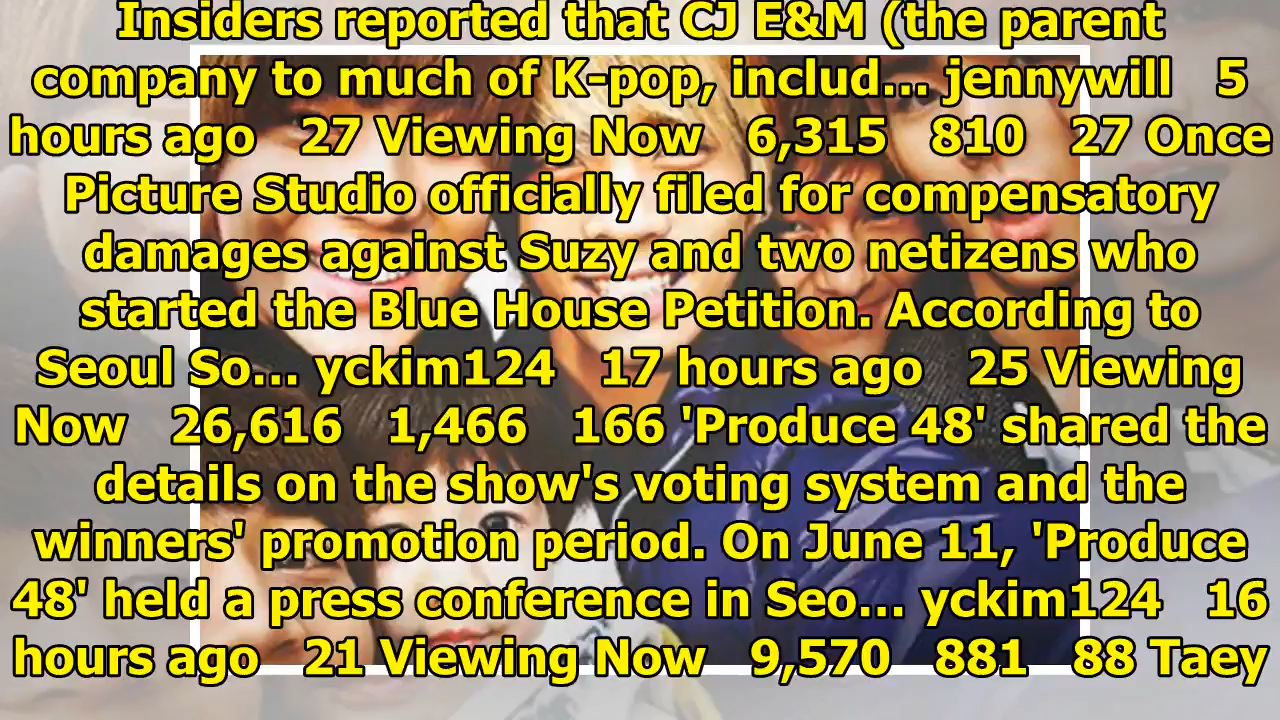 Insiders reported that CJ E&M (the parent
company to much of K-pop, includ... jennywill 5
hours ago 27 Viewing Now 6,315 810 27 Once
Picture Studio officially filed for compensatory
damages against Suzy and two netizens who
started the Blue House Petition. According to
Seoul So... yckim124 17 hours ago 25 Viewing
Now 26,616 1,466 166 'Produce 48' shared the
details on the show's voting system and the
winners' promotion period. On June 11, 'Produce
48' held a press conference in Seo... yckim124 16
hours ago 21 Viewing Now 9,570 881 88 Taey